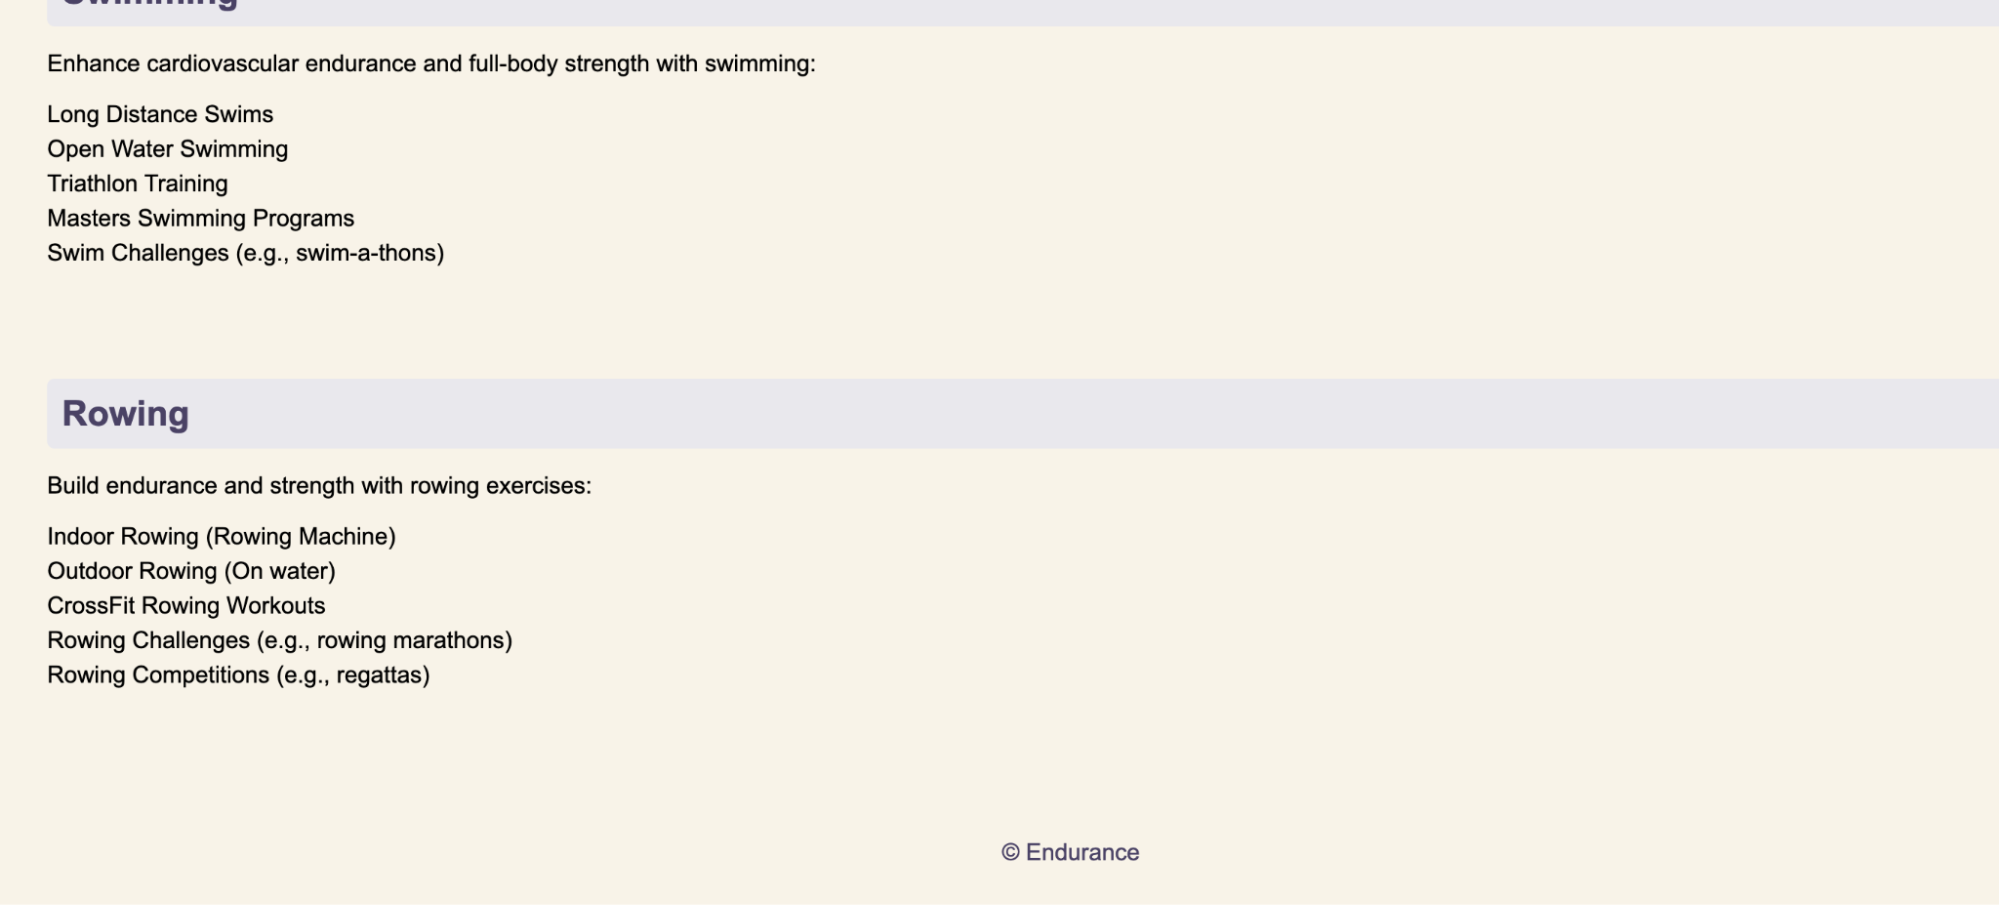 Swimming
Enhance cardiovascular endurance and full-body strength with swimming:
Long Distance Swims
Open Water Swimming
Triathlon Training
Masters Swimming Programs
Swim Challenges (e.g., swim-a-thons)
Rowing
Build endurance and strength with rowing exercises:
Indoor Rowing (Rowing Machine)
Outdoor Rowing (On water)
CrossFit Rowing Workouts
Rowing Challenges (e.g., rowing marathons)
Rowing Competitions (e.g., regattas)
© Endurance